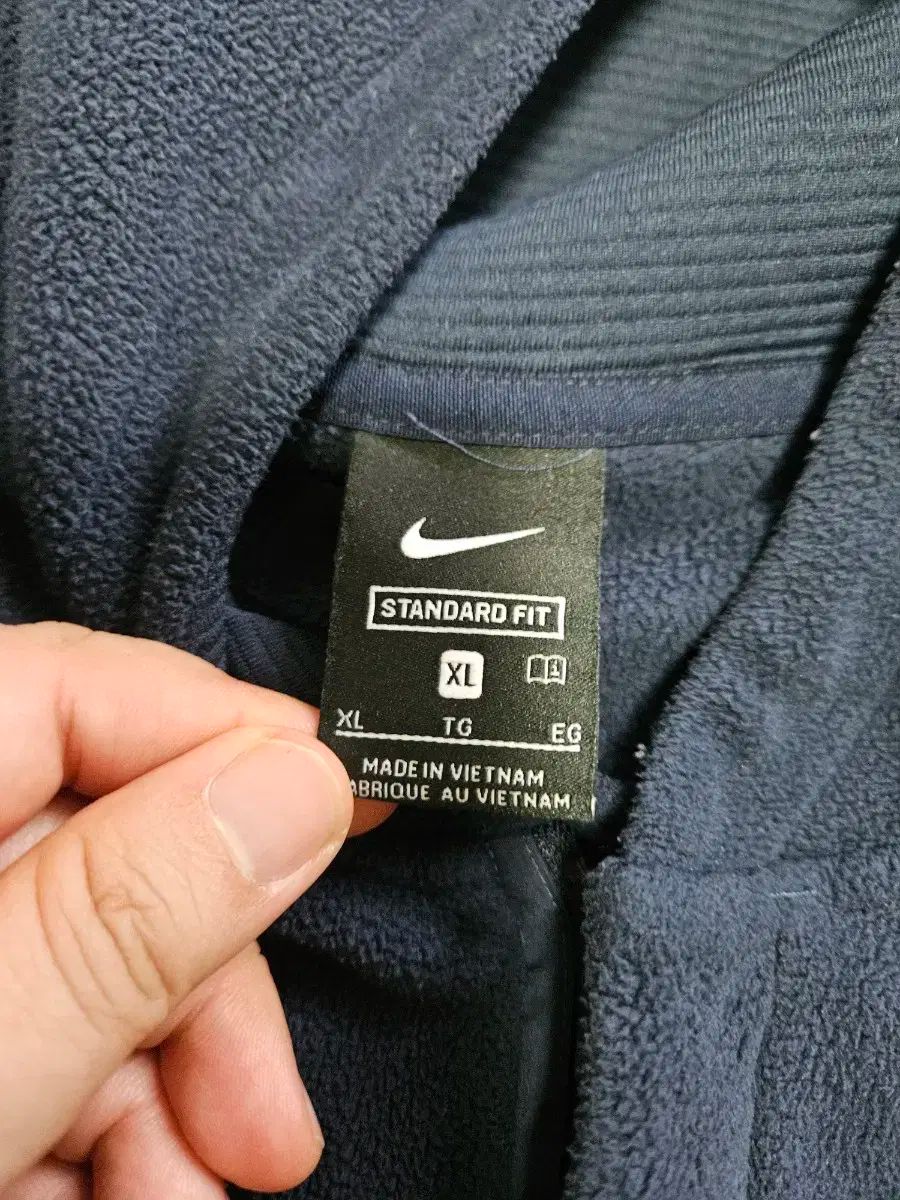 STANDARD FIT
XL
XL TG EG
MADE IN VIETNAM
ABRIQUE AU VIETNAM